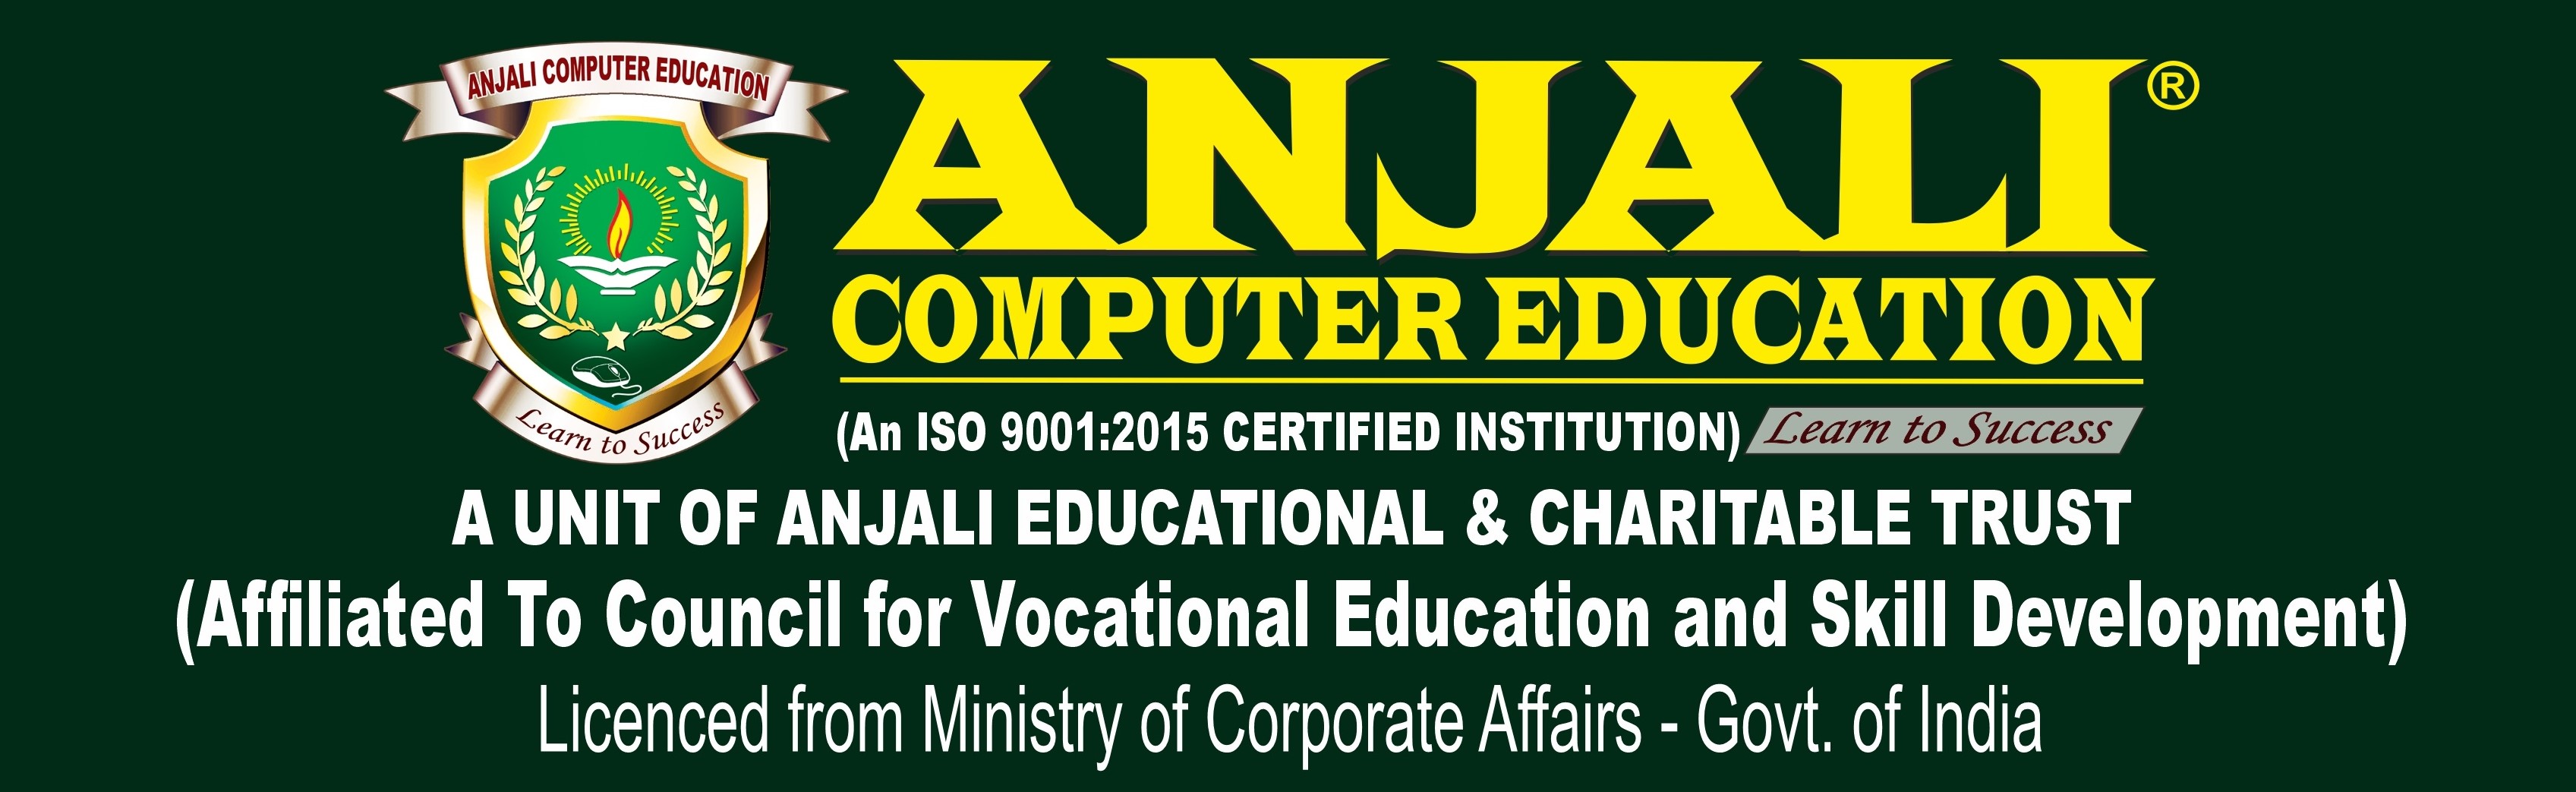 ANJALI COMPUTER EDUCATION
Learn to Success
ANJALI®
COMPUTER EDUCATION
(An ISO 9001:2015 CERTIFIED INSTITUTION) Learn to Success
A UNIT OF ANJALI EDUCATIONAL & CHARITABLE TRUST
(Affiliated To Council for Vocational Education and Skill Development)
Licenced from Ministry of Corporate Affairs - Govt. of India